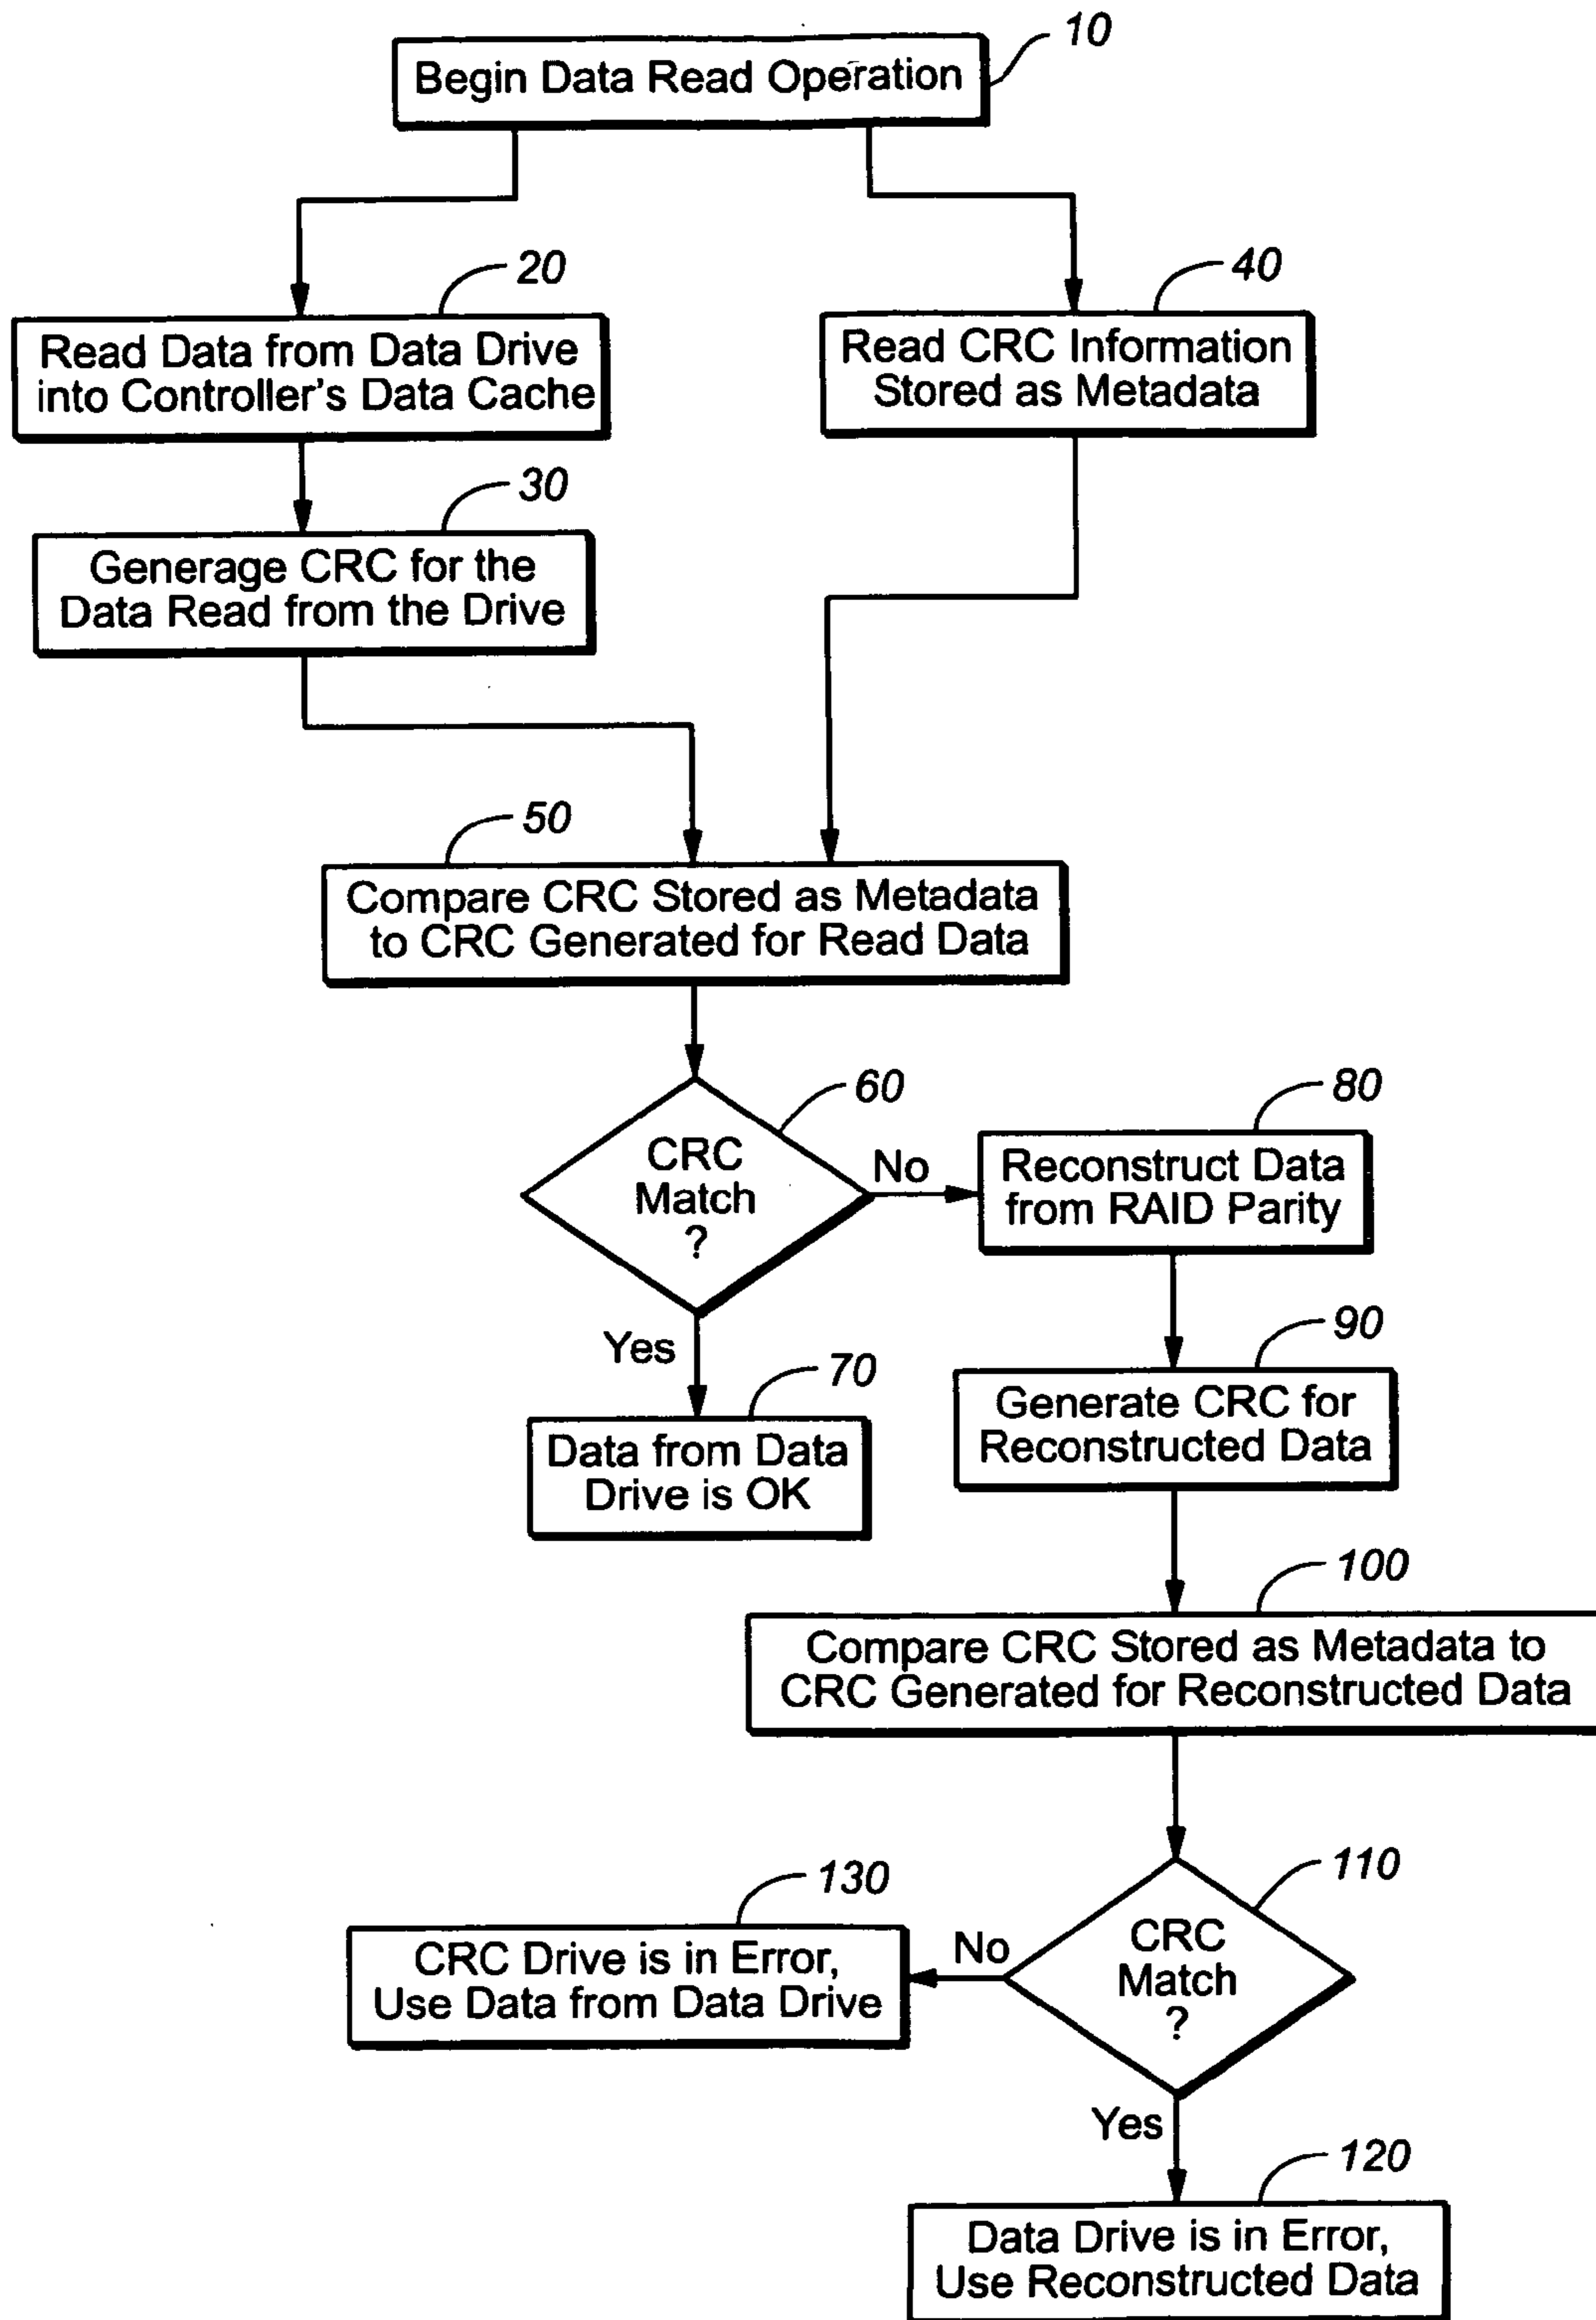 10
Begin Data Read Operation
20
40
Read Data from Data Drive
into Controller's Data Cache
Read CRC Information
Stored as Metadata
30
Generage CRC for the
Data Read from the Drive
50
Compare CRC Stored as Metadata
to CRC Generated for Read Data
60
CRC
Match
?
No
80
Reconstruct Data
from RAID Parity
Yes
70
Data from Data
Drive is OK
90
Generate CRC for
Reconstructed Data
100
Compare CRC Stored as Metadata to
CRC Generated for Reconstructed Data
110
CRC
Match
?
No
130
CRC Drive is in Error,
Use Data from Data Drive
Yes
120
Data Drive is in Error,
Use Reconstructed Data